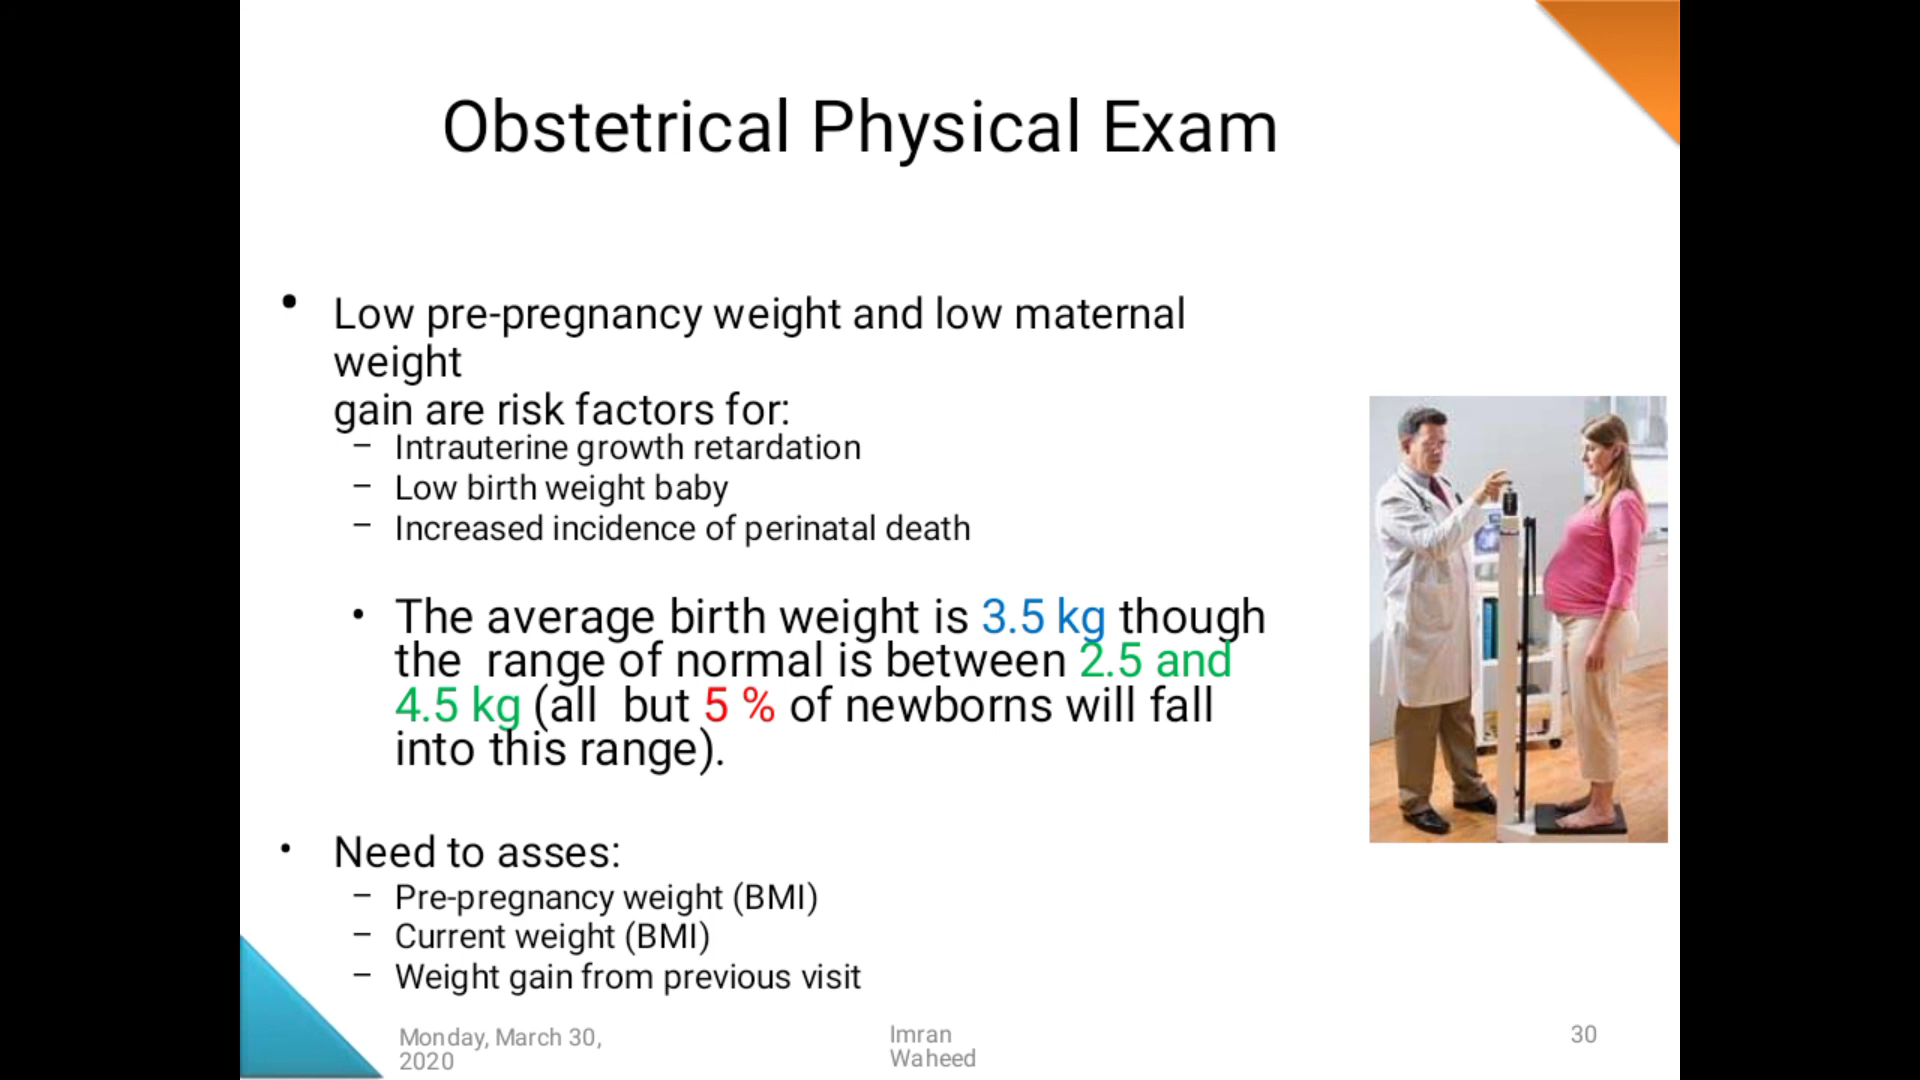 Obstetrical Physical Exam
• Low pre-pregnancy weight and low maternal
weight
gain are risk factors for:
– Intrauterine growth retardation
– Low birth weight baby
– Increased incidence of perinatal death
• The average birth weight is 3.5 kg though
the range of normal is between 2.5 and
4.5 kg (all but 5 % of newborns will fall
into this range).
• Need to asses:
– Pre-pregnancy weight (BMI)
– Current weight (BMI)
– Weight gain from previous visit
Monday, March 30,
2020
Imran
Waheed
30